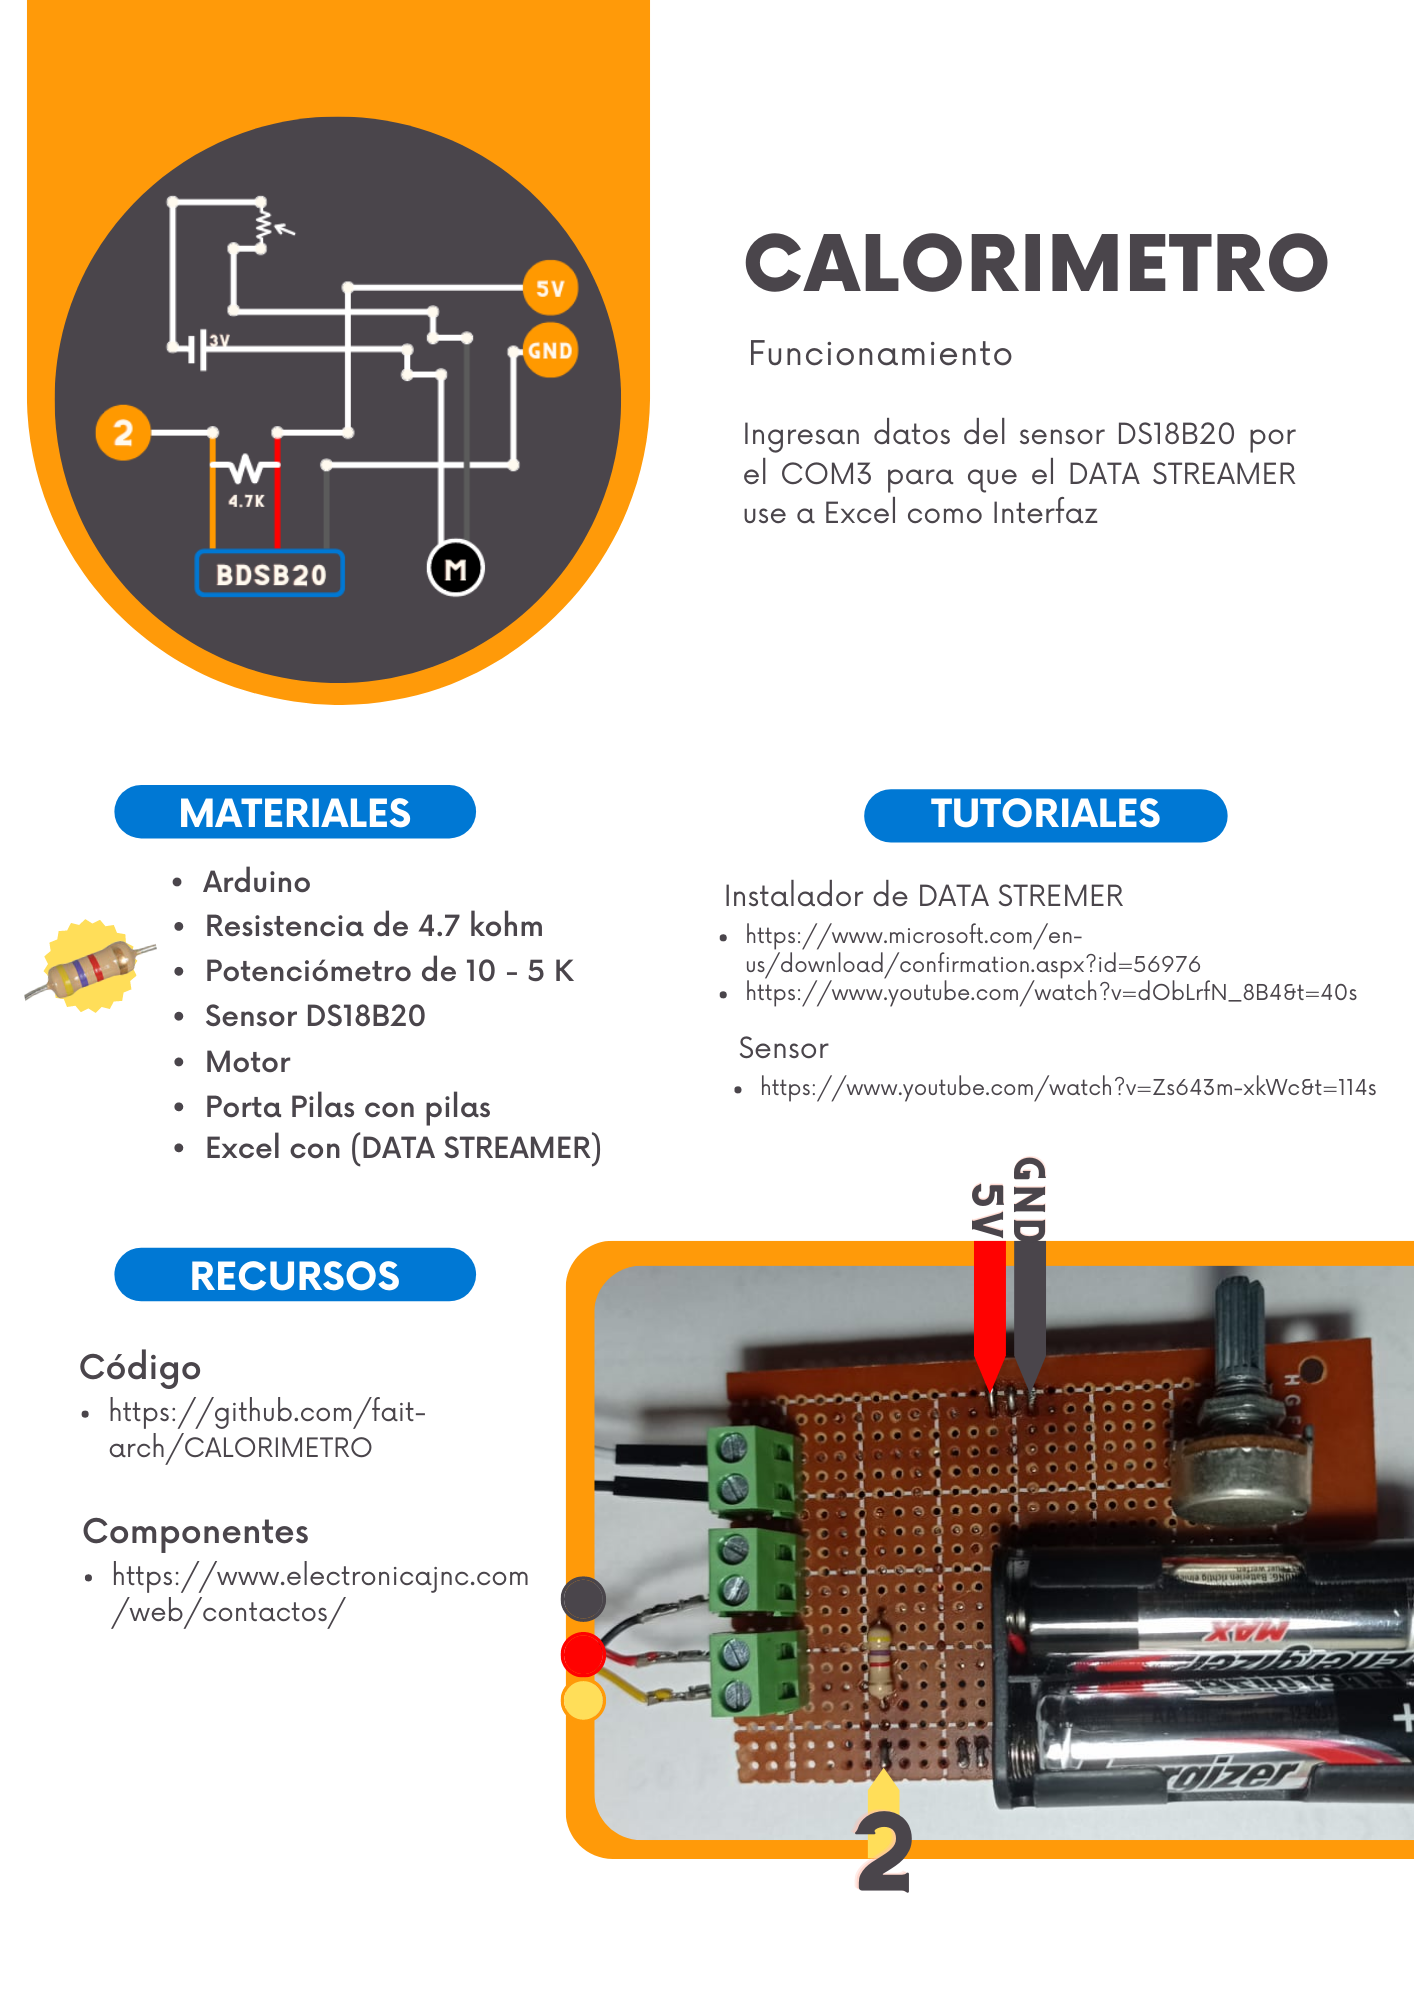 5V
3V
GND
2
4.7K
BDSB20
M
CALORIMETRO
Funcionamiento
Ingresan datos del sensor DS18B20 por
el COM3 para que el DATA STREAMER
use a Excel como Interfaz
MATERIALES
• Arduino
• Resistencia de 4.7 kohm
• Potenciómetro de 10 - 5 K
• Sensor DS18B20
• Motor
• Porta Pilas con pilas
• Excel con (DATA STREAMER)
TUTORIALES
Instalador de DATA STREMER
• https://www.microsoft.com/en-
us/download/confirmation.aspx?id=56976
• https://www.youtube.com/watch?v=dObLrfN_8B4&t=40s
Sensor
• https://www.youtube.com/watch?v=Zs643m-xkWc&t=114s
RECURSOS
Código
• https://github.com/fait-
arch/CALORIMETRO
Componentes
• https://www.electronicajnc.com
/web/contactos/
5V
GND
H
G
MAX
Energizer
+
rgizer
2